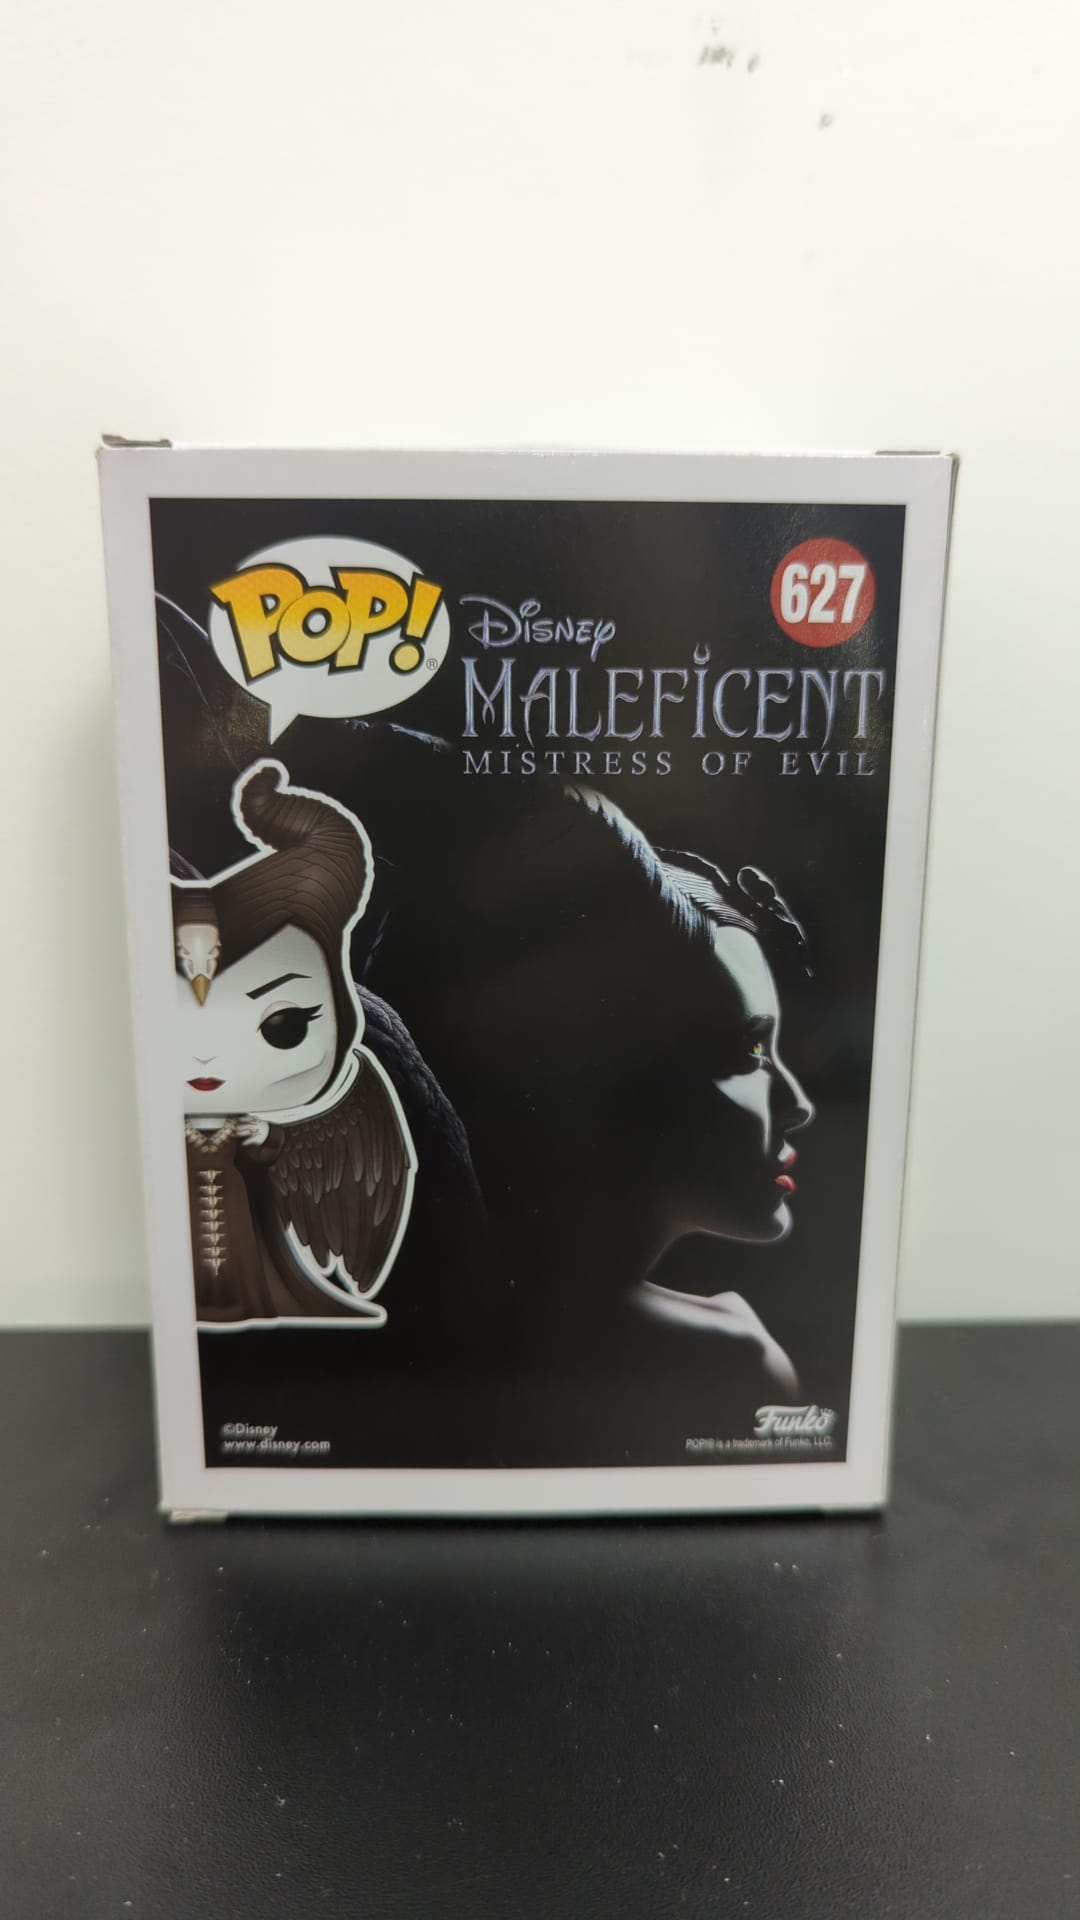 POP!®
627
Disney
MALEFICENT
MISTRESS OF EVIL
©Disney
www.disney.com
Funko
POP!® is a trademark of Funko, LLC